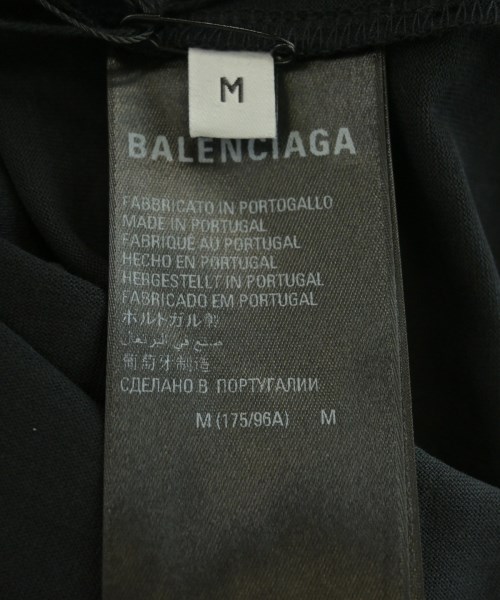 M
BALENCIAGA
FABBRICATO IN PORTOGALLO
MADE IN PORTUGAL
FABRIQUÉ AU PORTUGAL
HECHO EN PORTUGAL
HERGESTELLT IN PORTUGAL
FABRICADO EM PORTUGAL
ポルトガル製
صنع في البرتغال
葡萄牙制造
СДЕЛАНО В ПОРТУГАЛИИ
M (175/96A) M